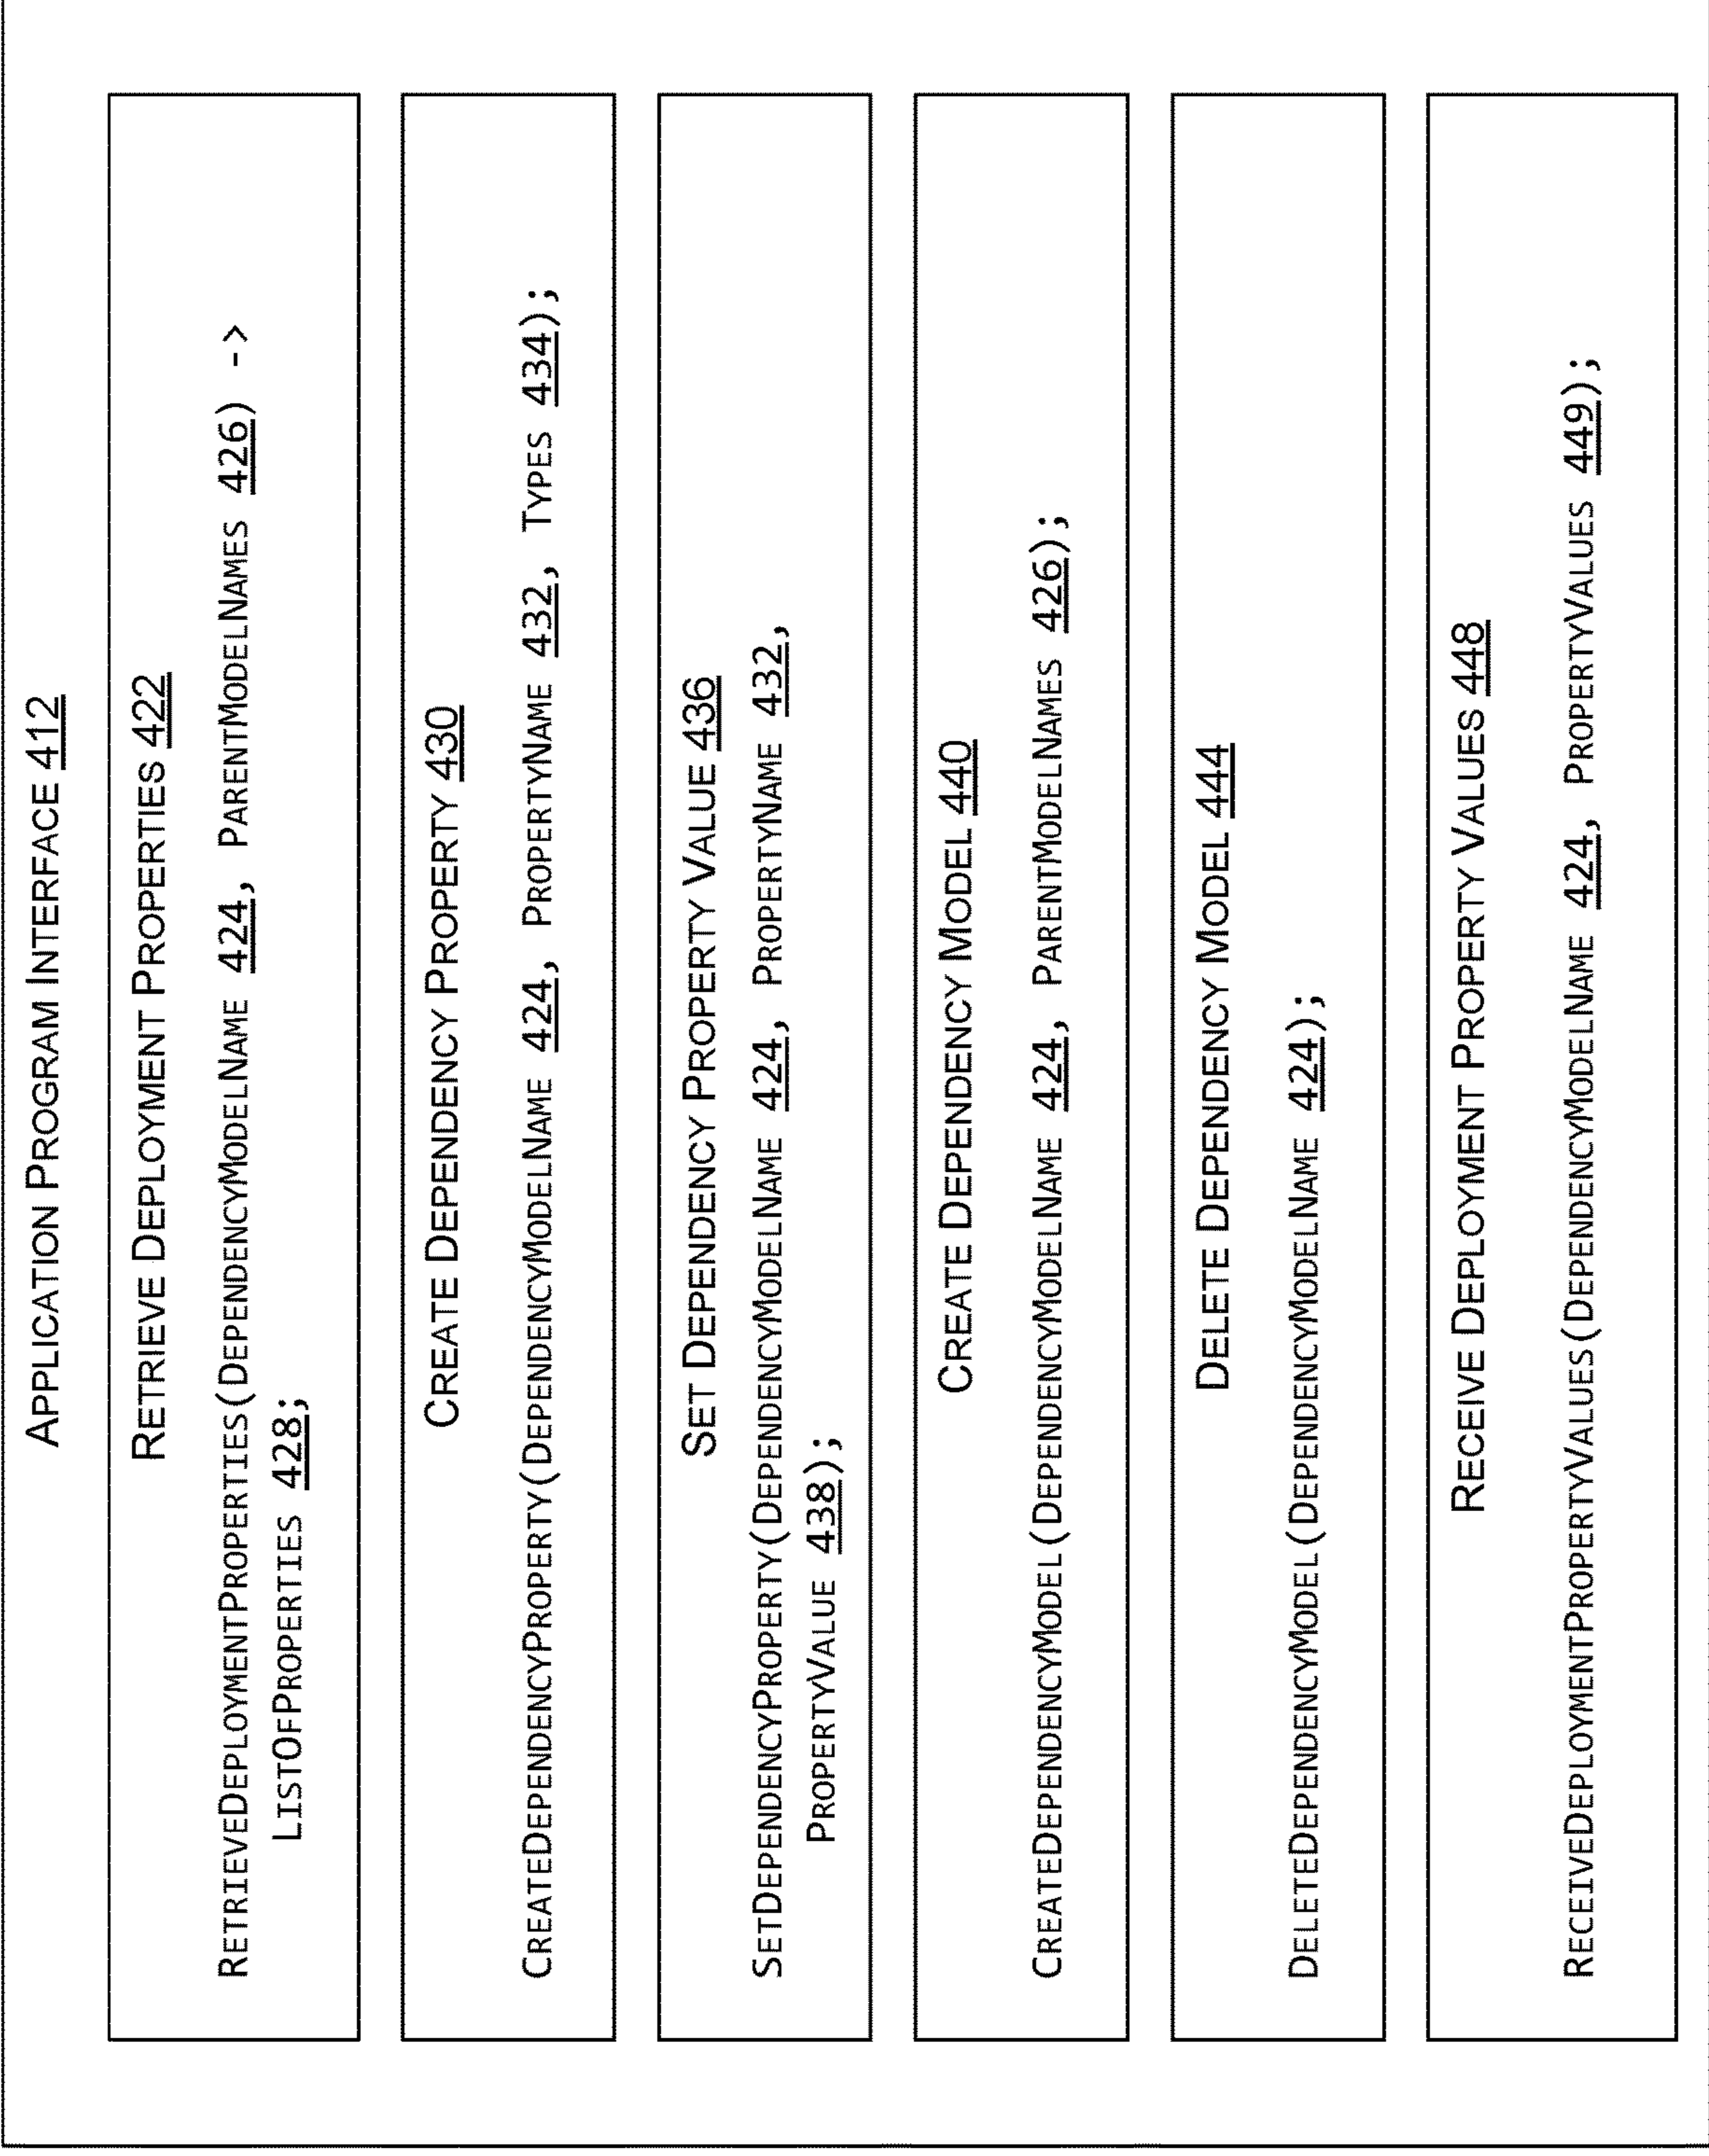 APPLICATION PROGRAM INTERFACE 412
RETRIEVE DEPLOYMENT PROPERTIES 422
RETRIEVEDEPLOYMENTPROPERTIES(DEPENDENCYMODELNAME 424, PARENTMODELNAMES 426) ->
LISTOFPROPERTIES 428;
CREATE DEPENDENCY PROPERTY 430
CREATEDEPENDENCYPROPERTY(DEPENDENCYMODELNAME 424, PROPERTYNAME 432, TYPES 434);
SET DEPENDENCY PROPERTY VALUE 436
SETDEPENDENCYPROPERTY(DEPENDENCYMODELNAME 424, PROPERTYNAME 432,
PROPERTYVALUE 438);
CREATE DEPENDENCY MODEL 440
CREATEDEPENDENCYMODEL(DEPENDENCYMODELNAME 424, PARENTMODELNAMES 426);
DELETE DEPENDENCY MODEL 444
DELETEDEPENDENCYMODEL(DEPENDENCYMODELNAME 424);
RECEIVE DEPLOYMENT PROPERTY VALUES 448
RECEIVEDEPLOYMENTPROPERTYVALUES(DEPENDENCYMODELNAME 424, PROPERTYVALUES 449);